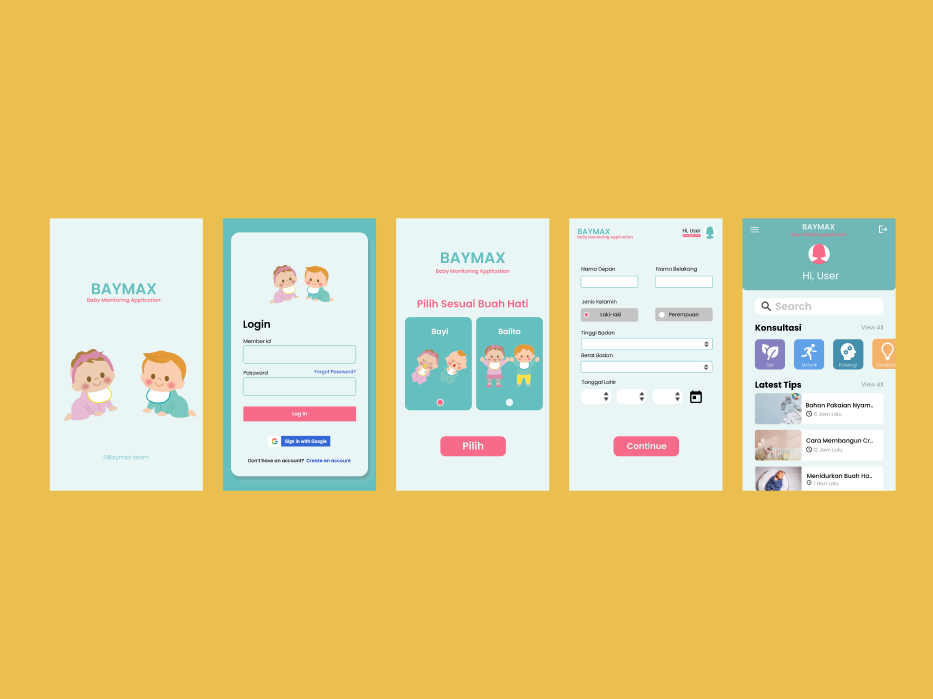 BAYMAX
Baby Monitoring Application
©Baymax team
Login
Member Id
Password
Forgot Password?
Log In
G Sign in with Google
Don't have an account? Create an account
BAYMAX
Baby Monitoring Application
Pilih Sesuai Buah Hati
Bayi
Balita
Pilih
BAYMAX
Baby Monitoring Application
Hi, User
Nama Depan
Nama Belakang
Jenis Kelamin
Laki-laki
Perempuan
Tinggi Badan
Berat Badan
Tanggal Lahir
Continue
BAYMAX
Hi, User
Search
Konsultasi
View All
Psikologi
Latest Tips
View All
Bahan Pakaian Nyam..
6 Jam Lalu
Cara Membangun Cr..
12 Jam Lalu
Menidurkan Buah Ha..
1 Hari Lalu